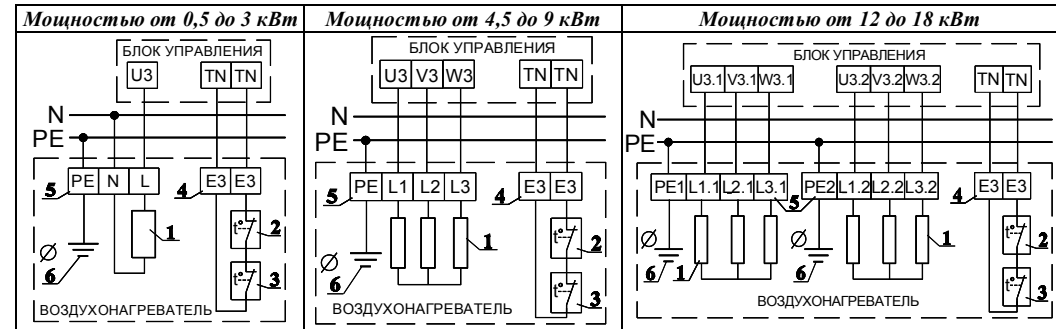 Мощностью от 0,5 до 3 кВт
БЛОК УПРАВЛЕНИЯ
U3 TN TN
N
PE
5 PE N L 4 E3 E3
1
t° 2
6
t° 3
ВОЗДУХОНАГРЕВАТЕЛЬ
Мощностью от 4,5 до 9 кВт
БЛОК УПРАВЛЕНИЯ
U3 V3 W3 TN TN
N
PE
5 PE L1 L2 L3 4 E3 E3
1
t° 2
6
t° 3
ВОЗДУХОНАГРЕВАТЕЛЬ
Мощностью от 12 до 18 кВт
БЛОК УПРАВЛЕНИЯ
U3.1 V3.1 W3.1 U3.2 V3.2 W3.2 TN TN
N
PE
PE1 L1.1 L2.1 L3.1 5 PE2 L1.2 L2.2 L3.2 4 E3 E3
t° 2
6 1 6 1
t° 3
ВОЗДУХОНАГРЕВАТЕЛЬ